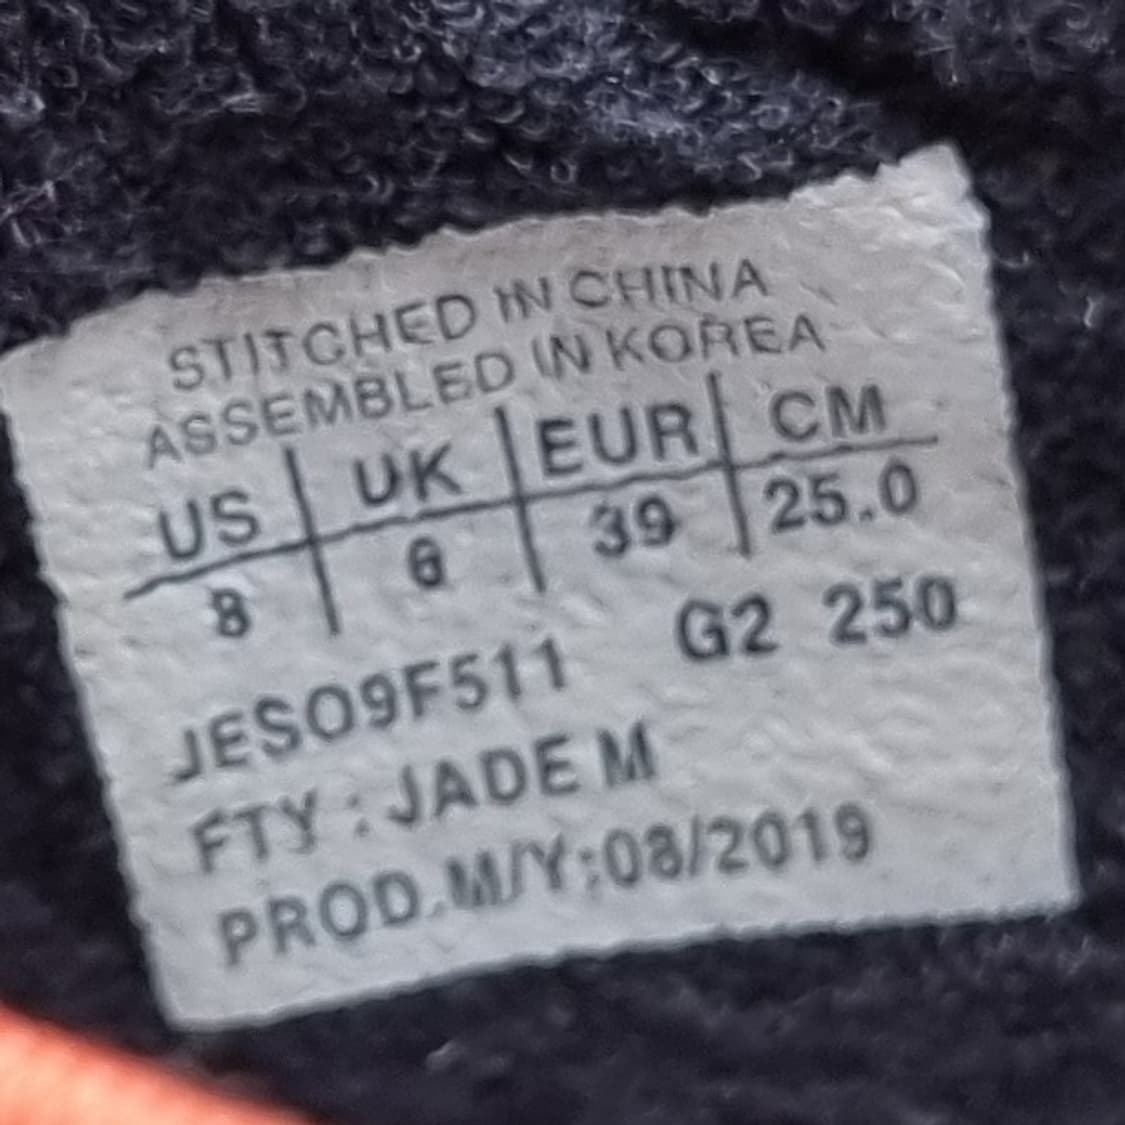 STITCHED IN CHINA
ASSEMBLED IN KOREA
US UK EUR CM
8 6 39 25.0
G2 250
JESO9F511
FTY : JADE M
PROD.M/Y:08/2019